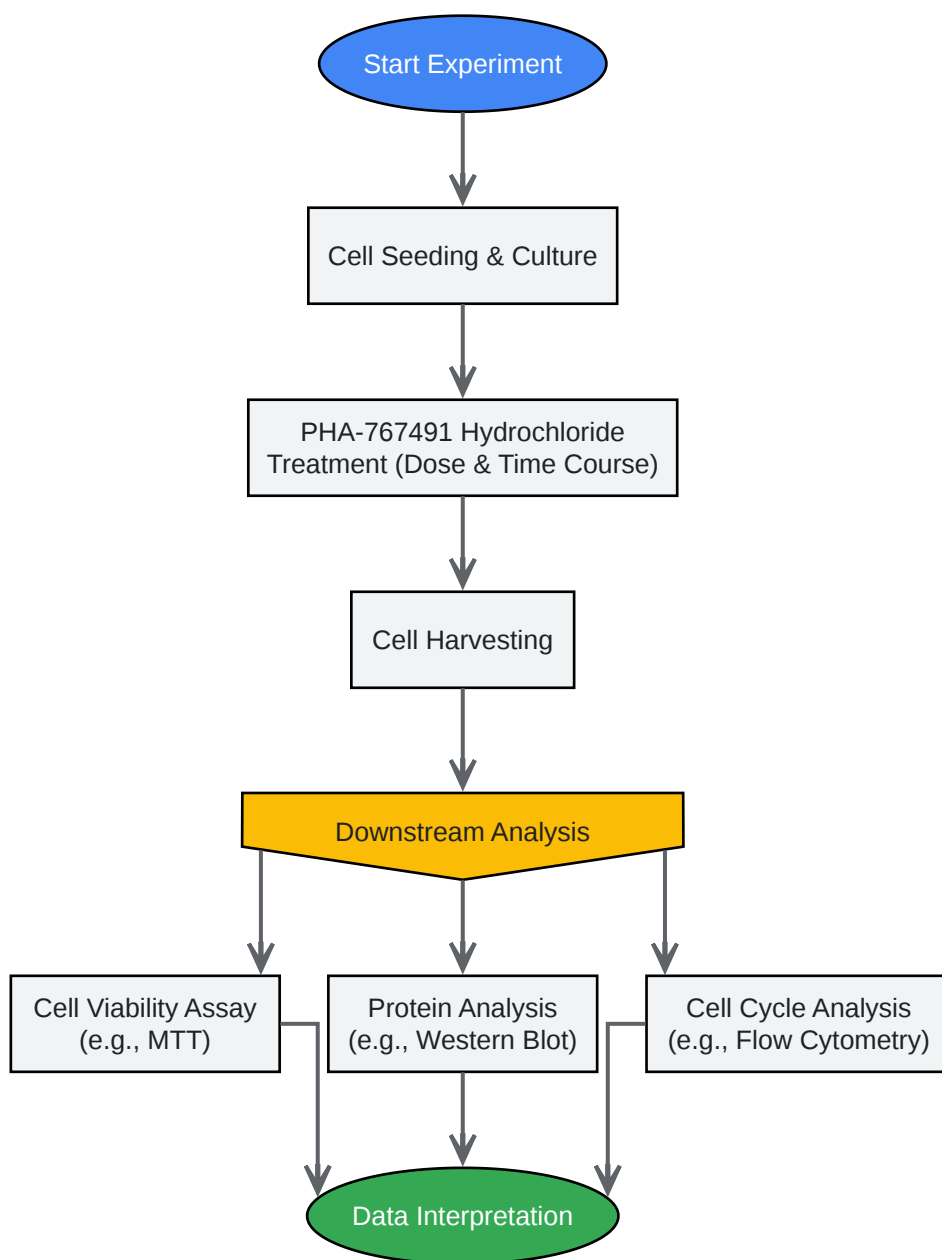 Start Experiment
Cell Seeding & Culture
PHA-767491 Hydrochloride
Treatment (Dose & Time Course)
Cell Harvesting
Downstream Analysis
Cell Viability Assay
(e.g., MTT)
Protein Analysis
(e.g., Western Blot)
Cell Cycle Analysis
(e.g., Flow Cytometry)
Data Interpretation